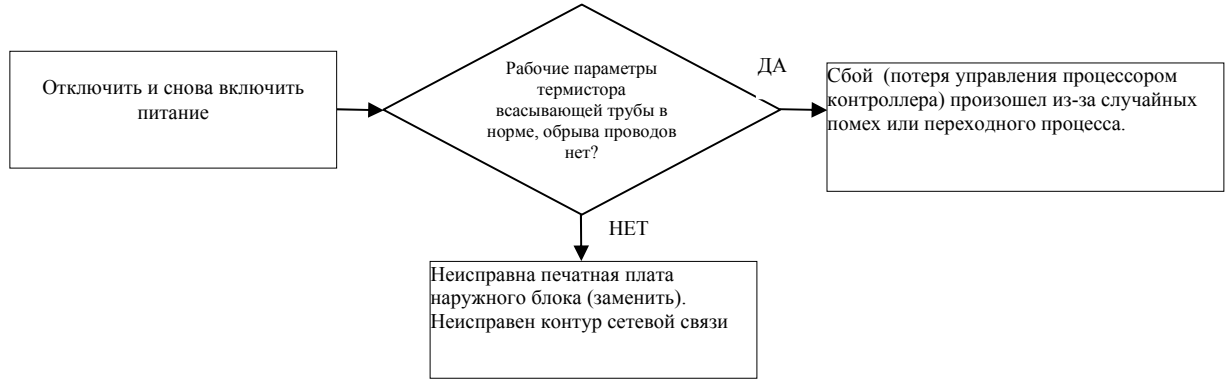 Отключить и снова включить
питание
Рабочие параметры
термистора
всасывающей трубы в
норме, обрыва проводов
нет?
ДА
Сбой (потеря управления процессором
контроллера) произошел из-за случайных
помех или переходного процесса.
НЕТ
Неисправна печатная плата
наружного блока (заменить).
Неисправен контур сетевой связи